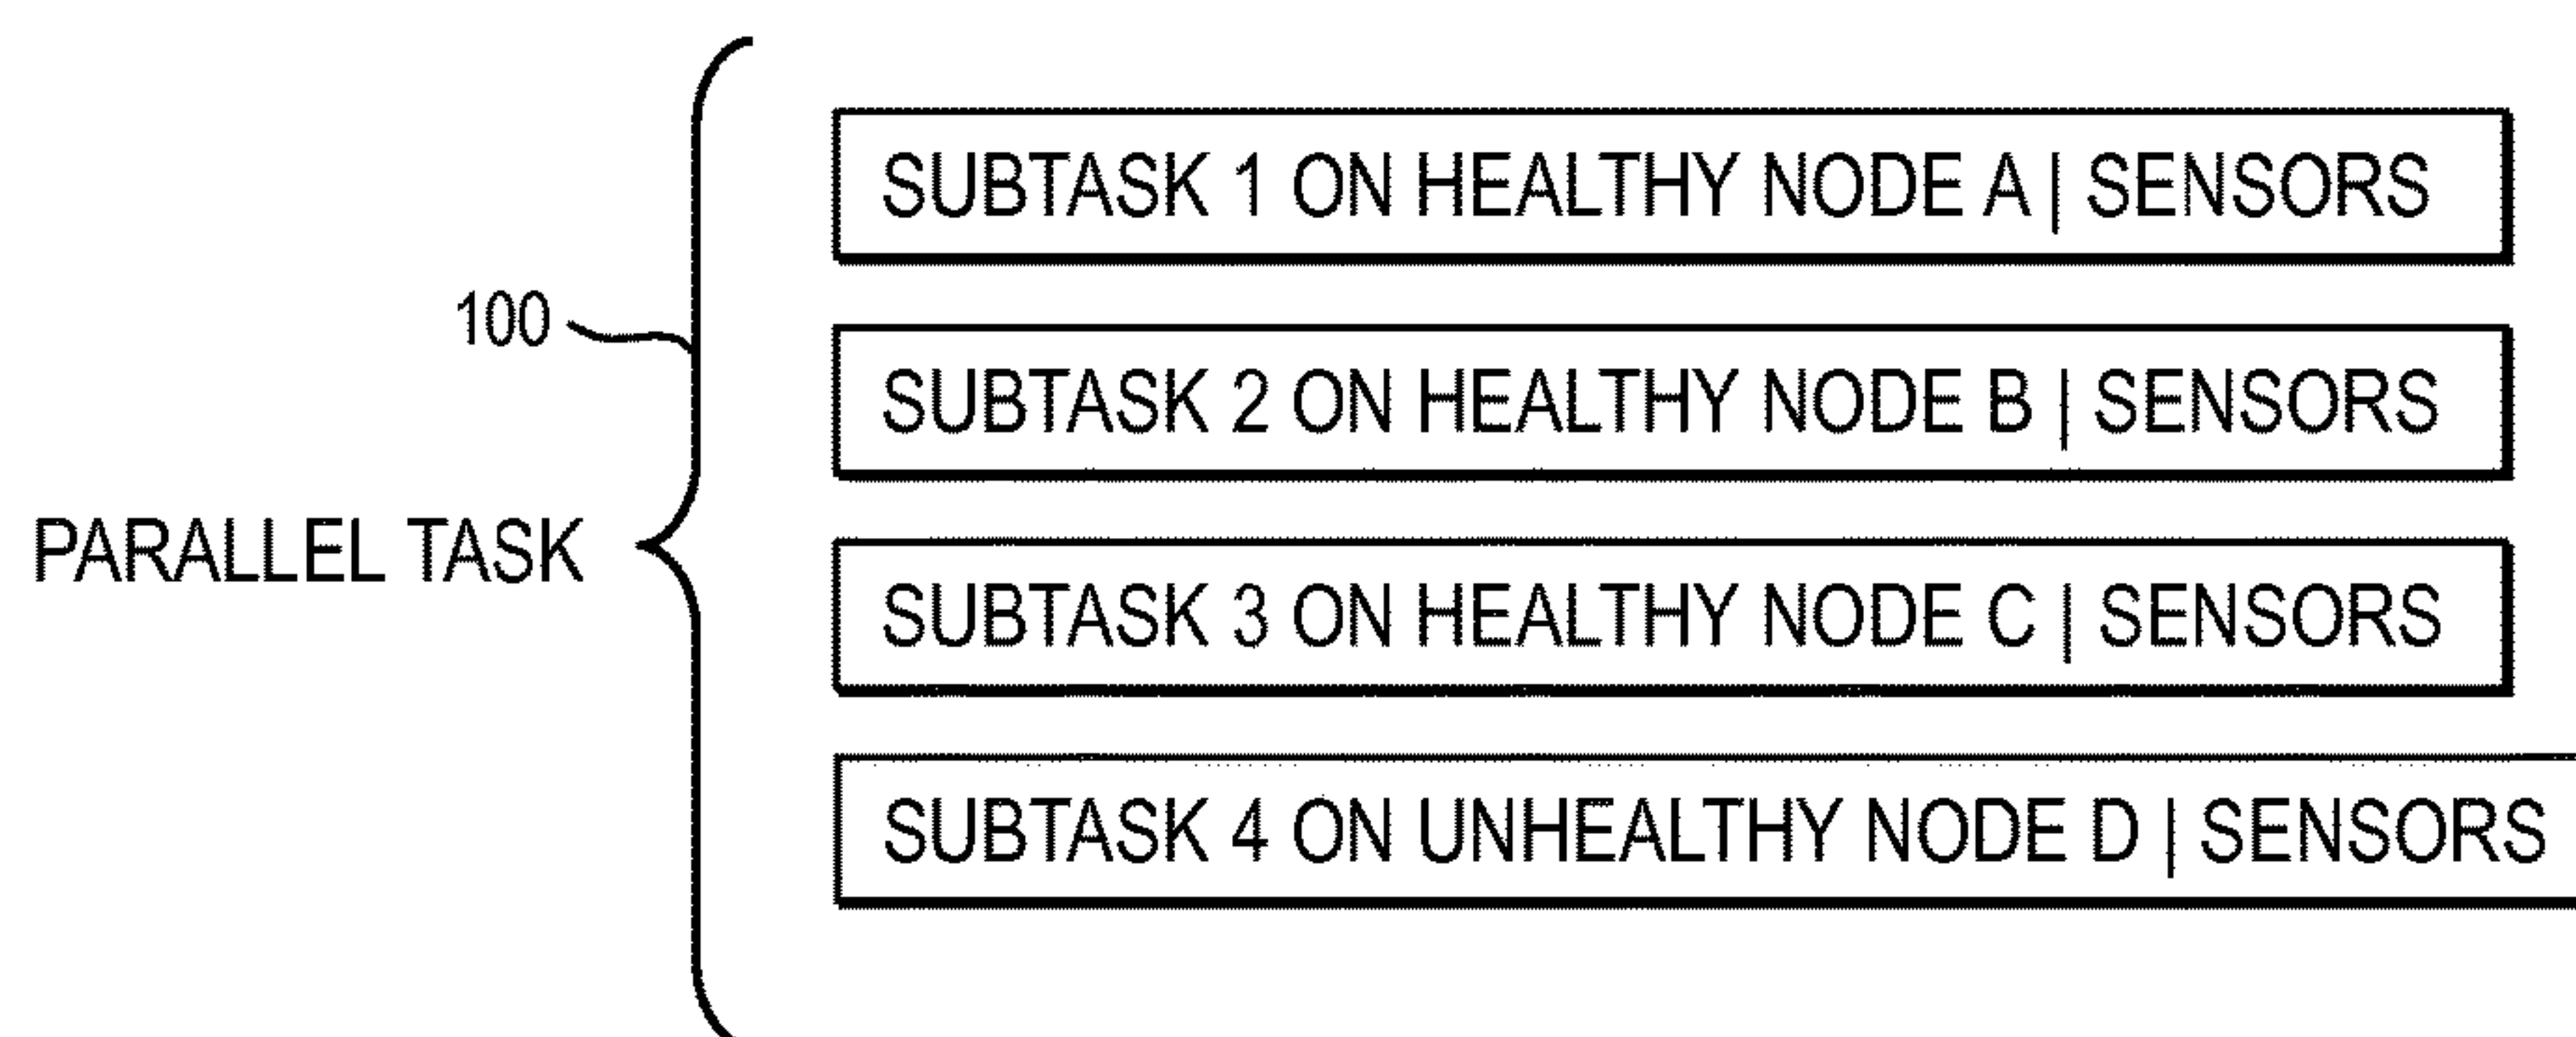 SUBTASK 1 ON HEALTHY NODE A | SENSORS
100
SUBTASK 2 ON HEALTHY NODE B | SENSORS
PARALLEL TASK
SUBTASK 3 ON HEALTHY NODE C | SENSORS
SUBTASK 4 ON UNHEALTHY NODE D | SENSORS